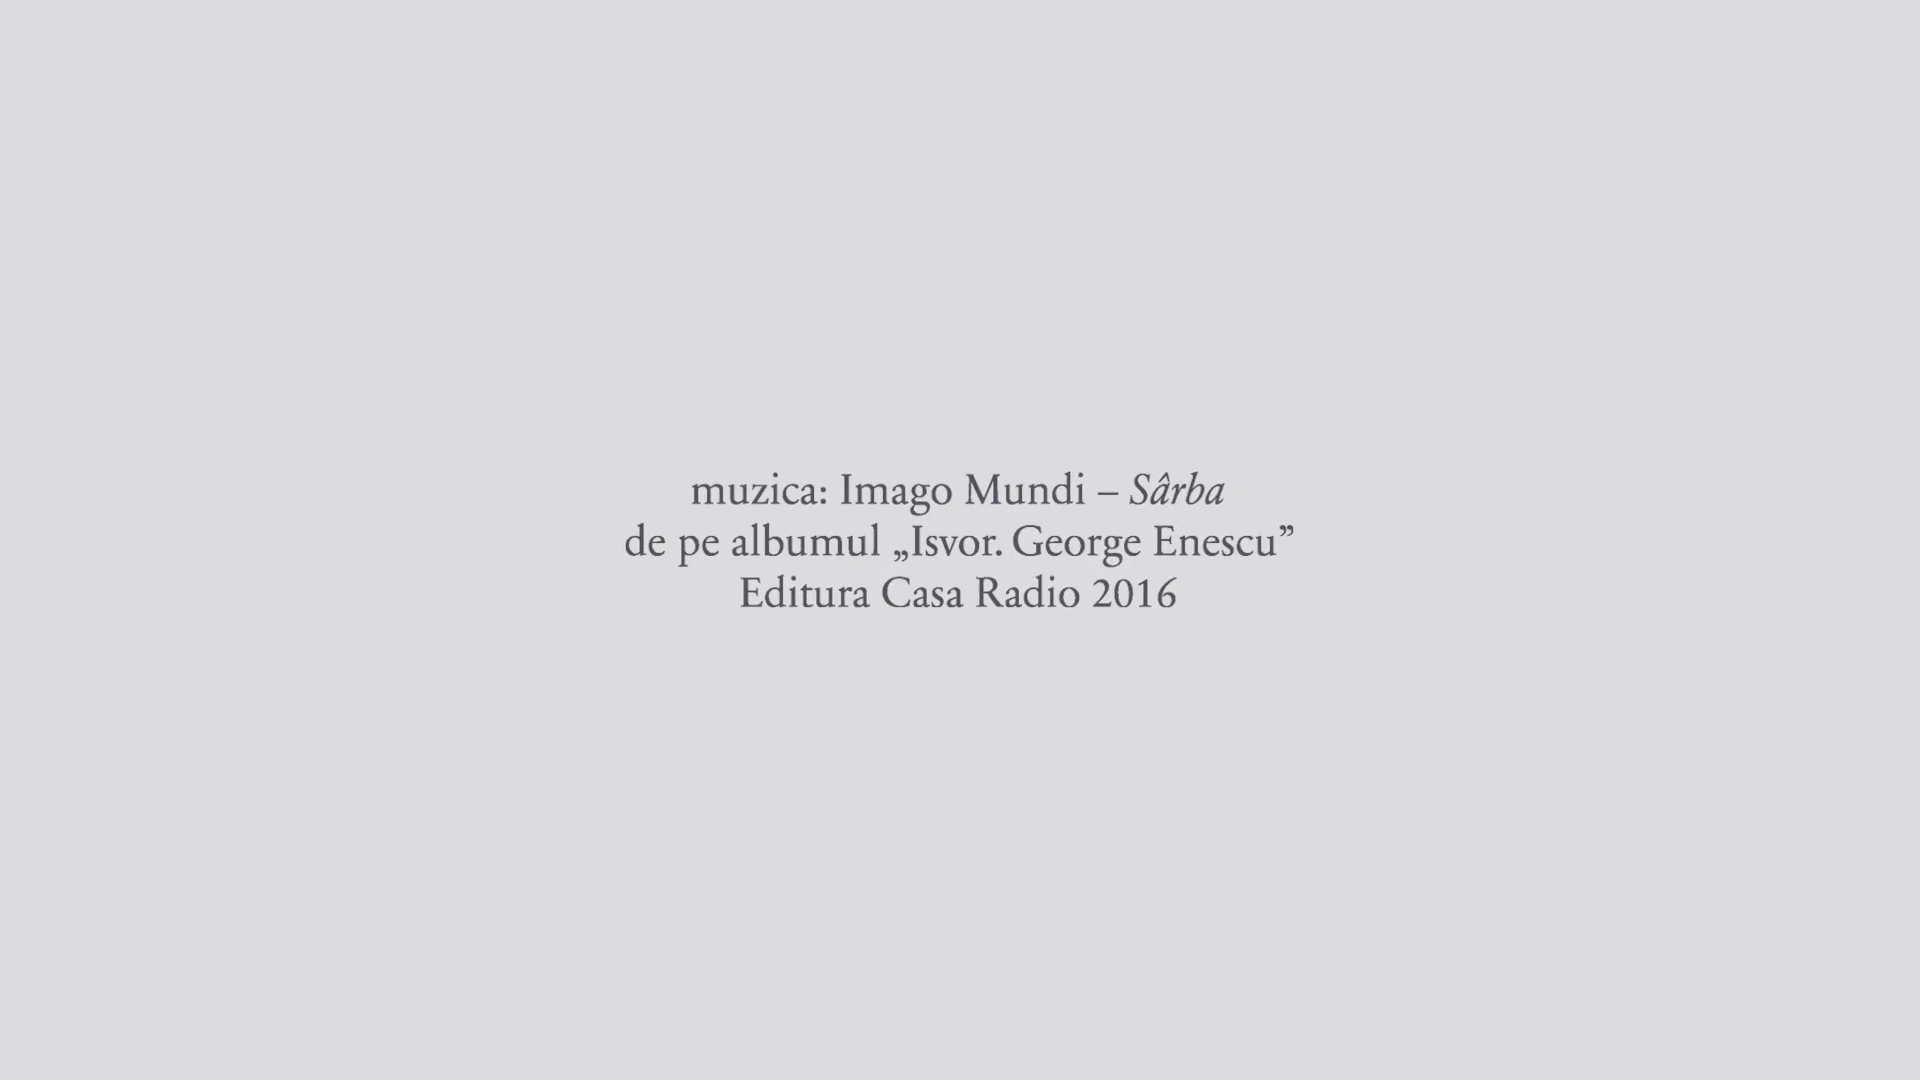 muzica: Imago Mundi – Sârba
de pe albumul „Isvor. George Enescu”
Editura Casa Radio 2016